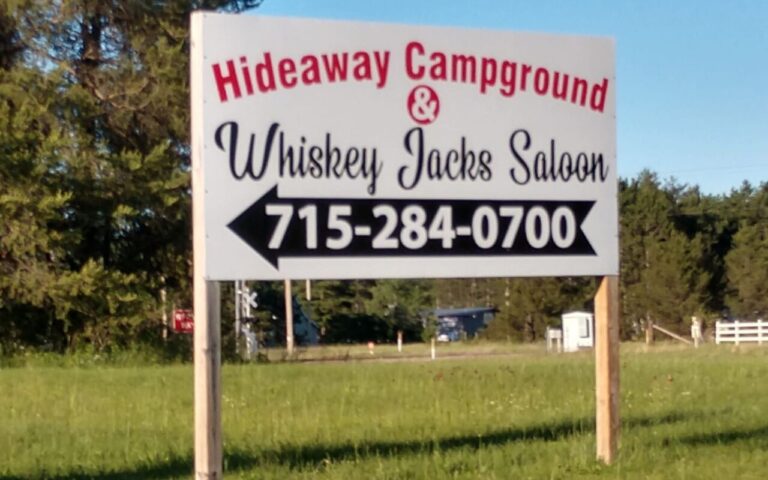 Hideaway Campground
&
Whiskey Jacks Saloon
715-284-0700